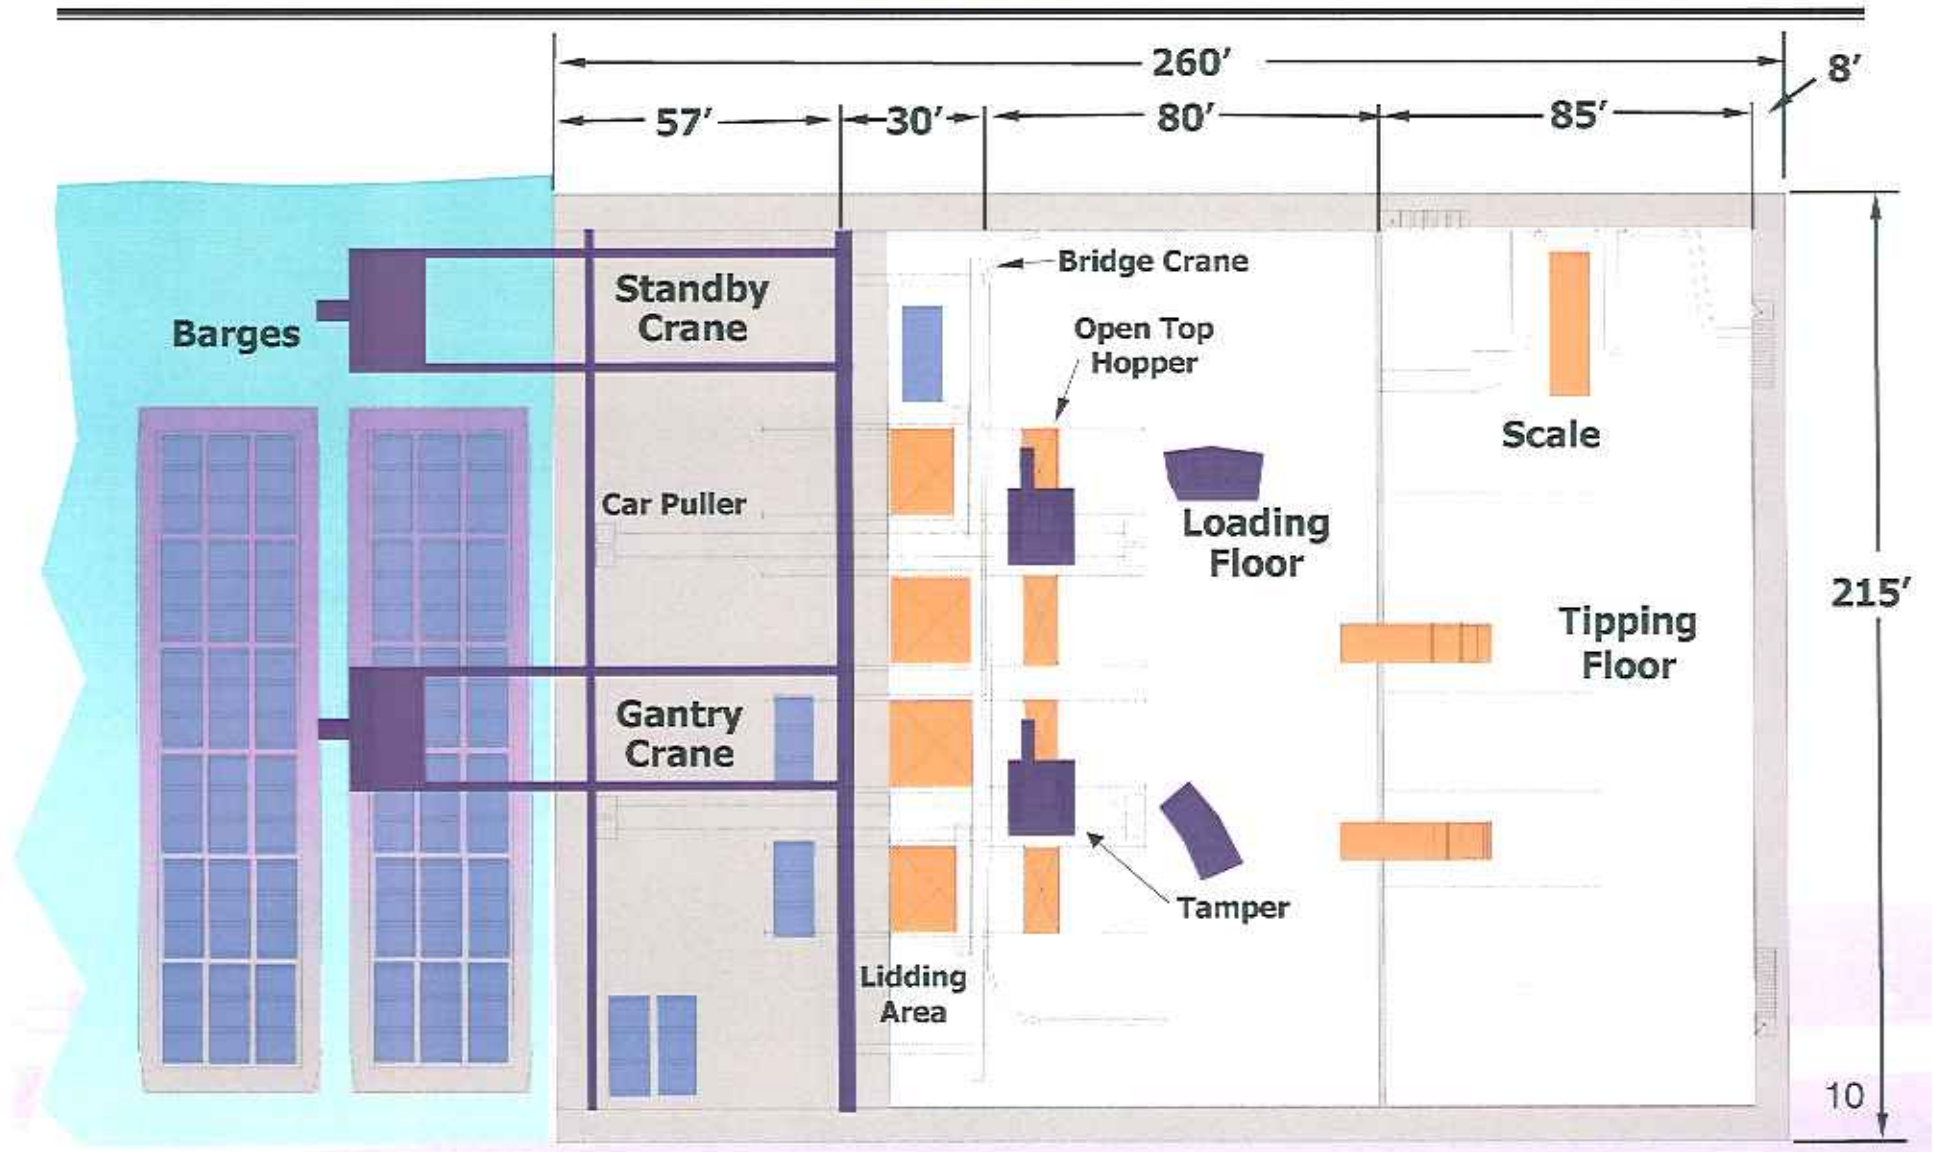 260′
8′
57′
30′
80′
85′
Bridge Crane
Standby
Crane
Barges
Open Top
Hopper
Scale
Car Puller
Loading
Floor
215′
Tipping
Floor
Gantry
Crane
Tamper
Lidding
Area
10